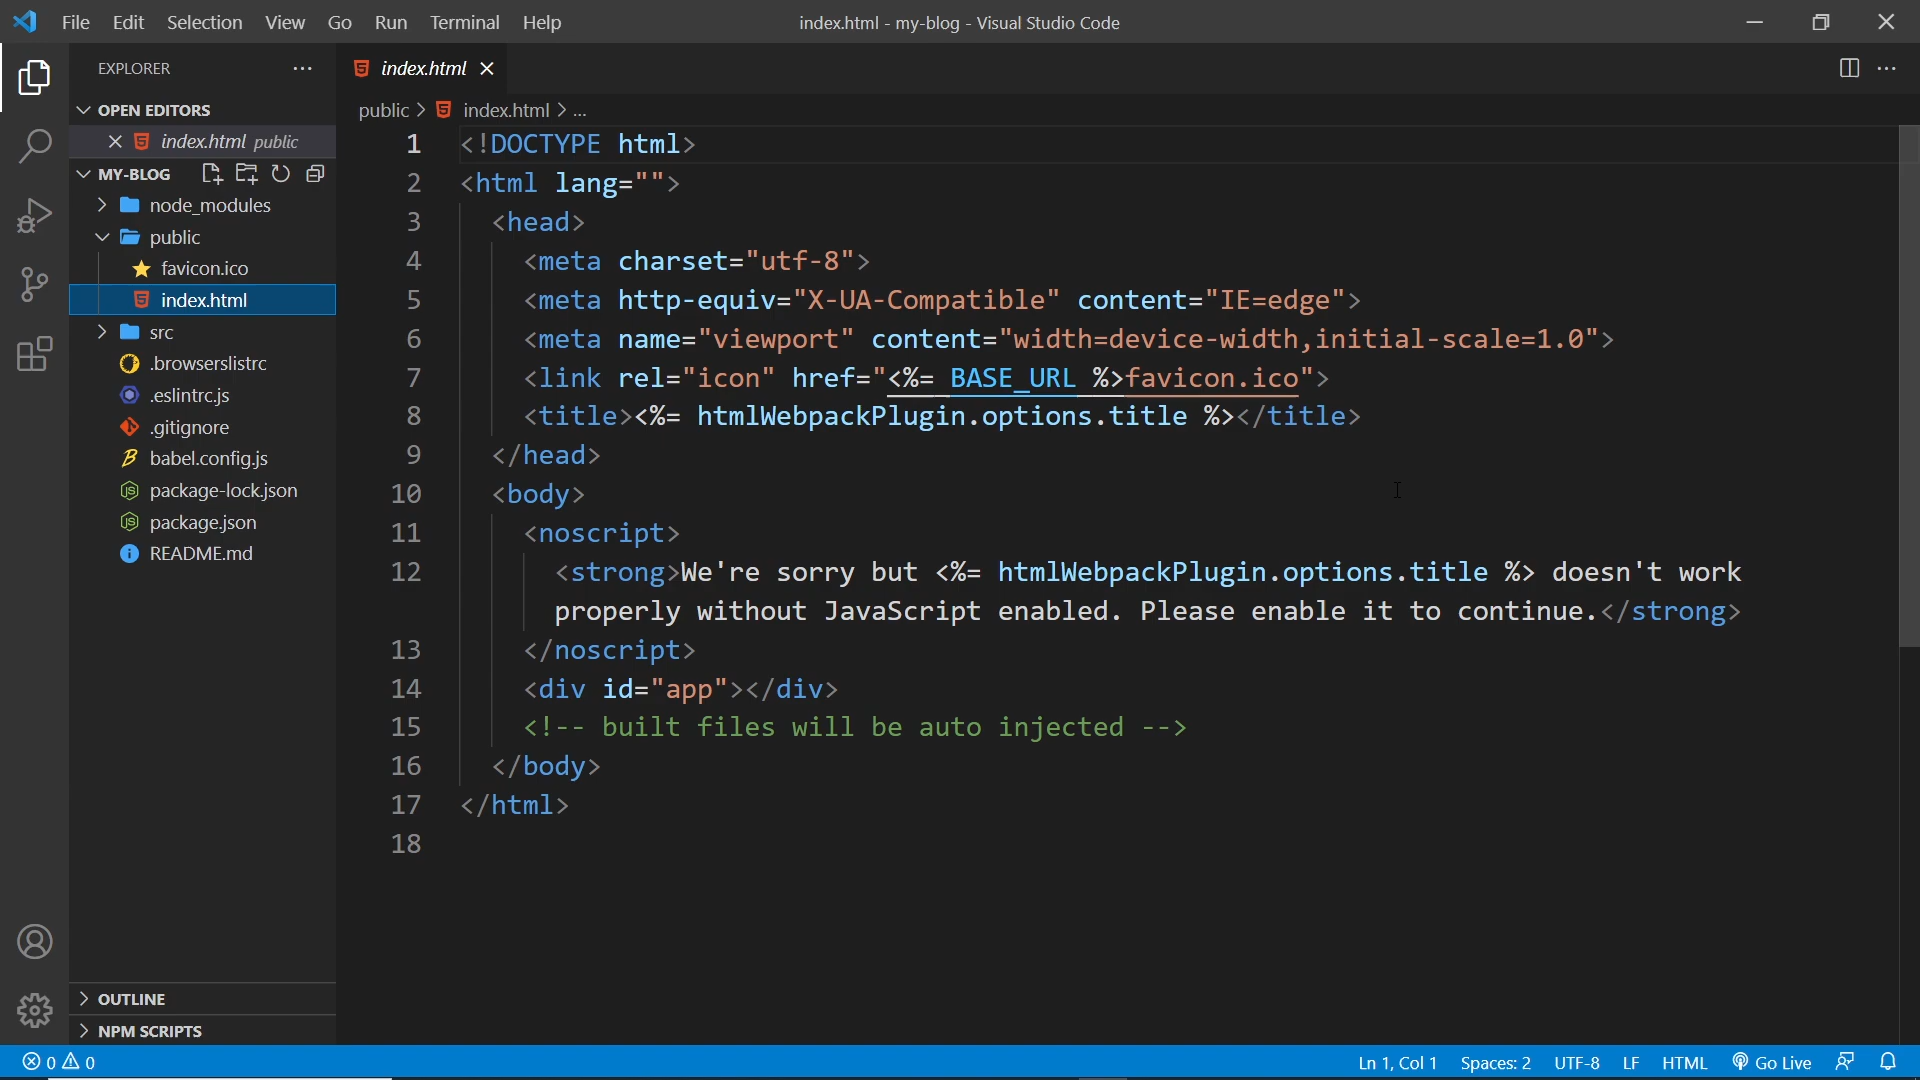 File Edit Selection View Go Run Terminal Help
index.html - my-blog - Visual Studio Code
EXPLORER
index.html
OPEN EDITORS
index.html public
MY-BLOG
node_modules
public
favicon.ico
index.html
src
.browserslistrc
.eslintrc.js
.gitignore
babel.config.js
package-lock.json
package.json
README.md
OUTLINE
NPM SCRIPTS
public > index.html > ...
1 <!DOCTYPE html>
2 <html lang="">
3 <head>
4 <meta charset="utf-8">
5 <meta http-equiv="X-UA-Compatible" content="IE=edge">
6 <meta name="viewport" content="width=device-width,initial-scale=1.0">
7 <link rel="icon" href="<%= BASE_URL %>favicon.ico">
8 <title><%= htmlWebpackPlugin.options.title %></title>
9 </head>
10 <body>
11 <noscript>
12 <strong>We're sorry but <%= htmlWebpackPlugin.options.title %> doesn't work
properly without JavaScript enabled. Please enable it to continue.</strong>
13 </noscript>
14 <div id="app"></div>
15 <!-- built files will be auto injected -->
16 </body>
17 </html>
18
0 0
Ln 1, Col 1 Spaces: 2 UTF-8 LF HTML Go Live